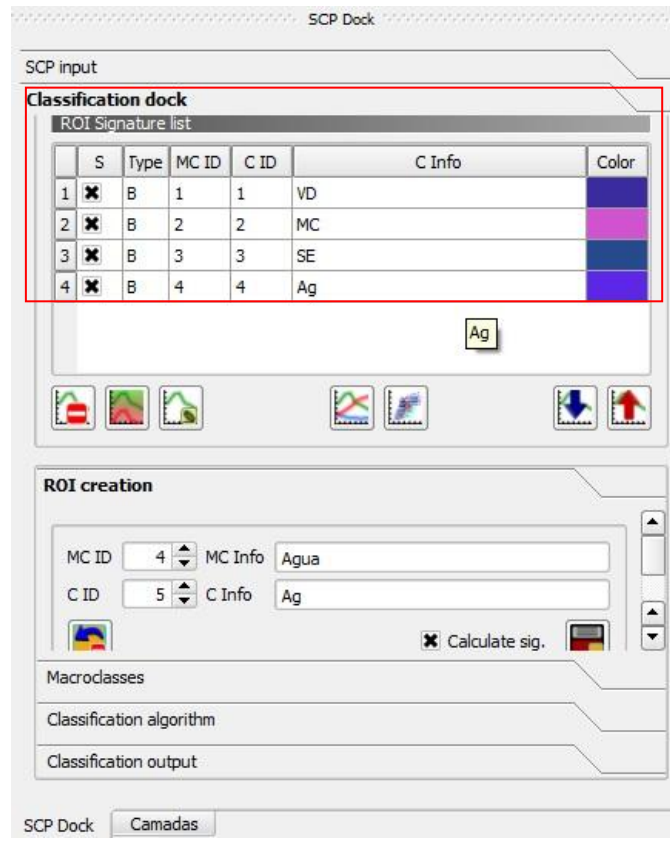 SCP Dock
SCP input
Classification dock
ROI Signature list
S Type MC ID C ID C Info Color
1 B 1 1 VD
2 B 2 2 MC
3 B 3 3 SE
4 B 4 4 Ag
Ag
ROI creation
MC ID 4 MC Info Agua
C ID 5 C Info Ag
Calculate sig.
Macroclasses
Classification algorithm
Classification output
SCP Dock Camadas